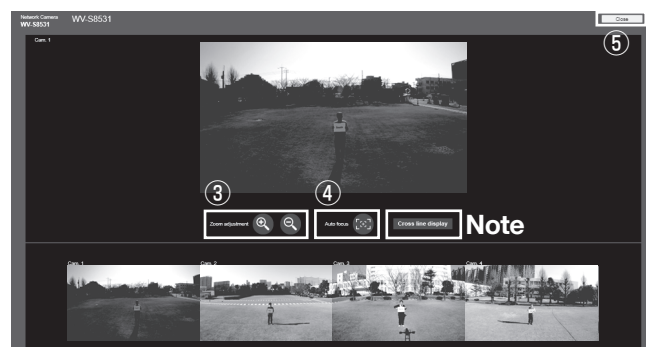 Network Camera
WV-S8531
WV-S8531
Close
⑤
Cam. 1
③
④
Zoom adjustment
Auto focus
Cross line display
Note
Cam. 1
Cam. 2
Cam. 3
Cam. 4